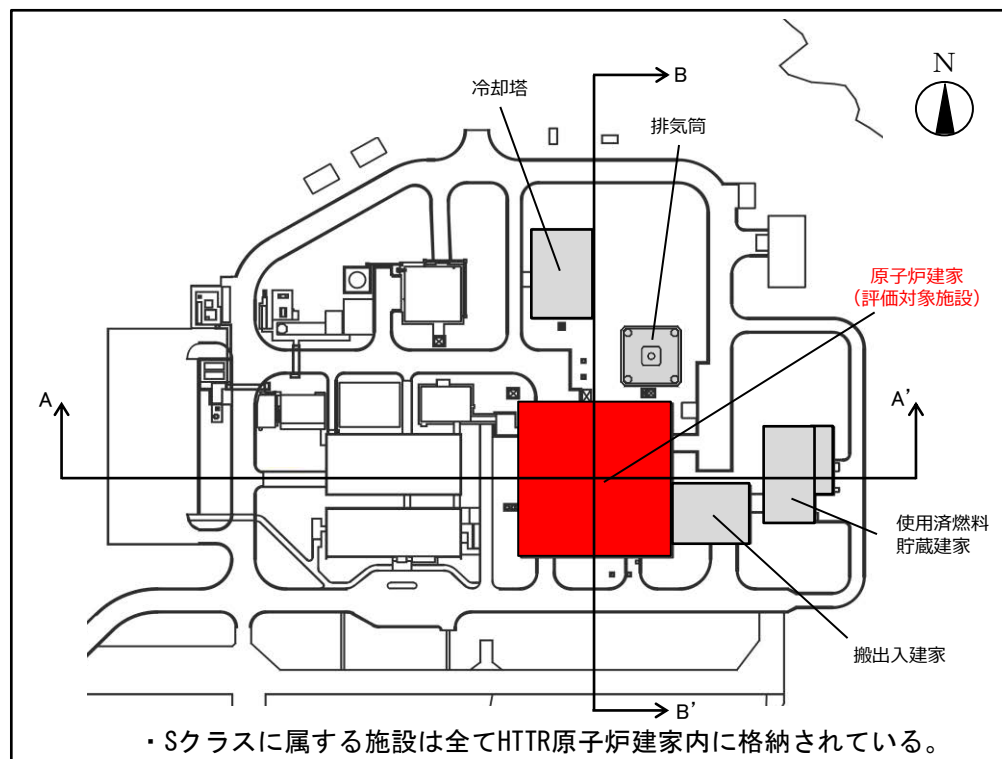 B
N
冷却塔
排気筒
原子炉建家
（評価対象施設）
A
A’
使用済燃料
貯蔵建家
搬出入建家
B’
・Sクラスに属する施設は全てHTTR原子炉建家内に格納されている。